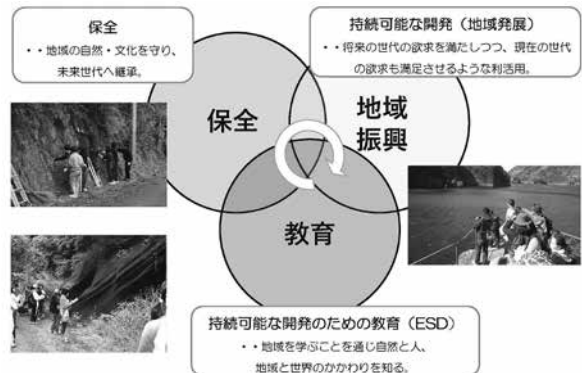 保全
・・地域の自然・文化を守り、
未来世代へ継承。
持続可能な開発（地域発展）
・・将来の世代の欲求を満たしつつ、現在の世代
の欲求も満足させるような利活用。
保全
地域
振興
教育
持続可能な開発のための教育（ESD）
・・地域を学ぶことを通じ自然と人、
地域と世界のかかわりを知る。